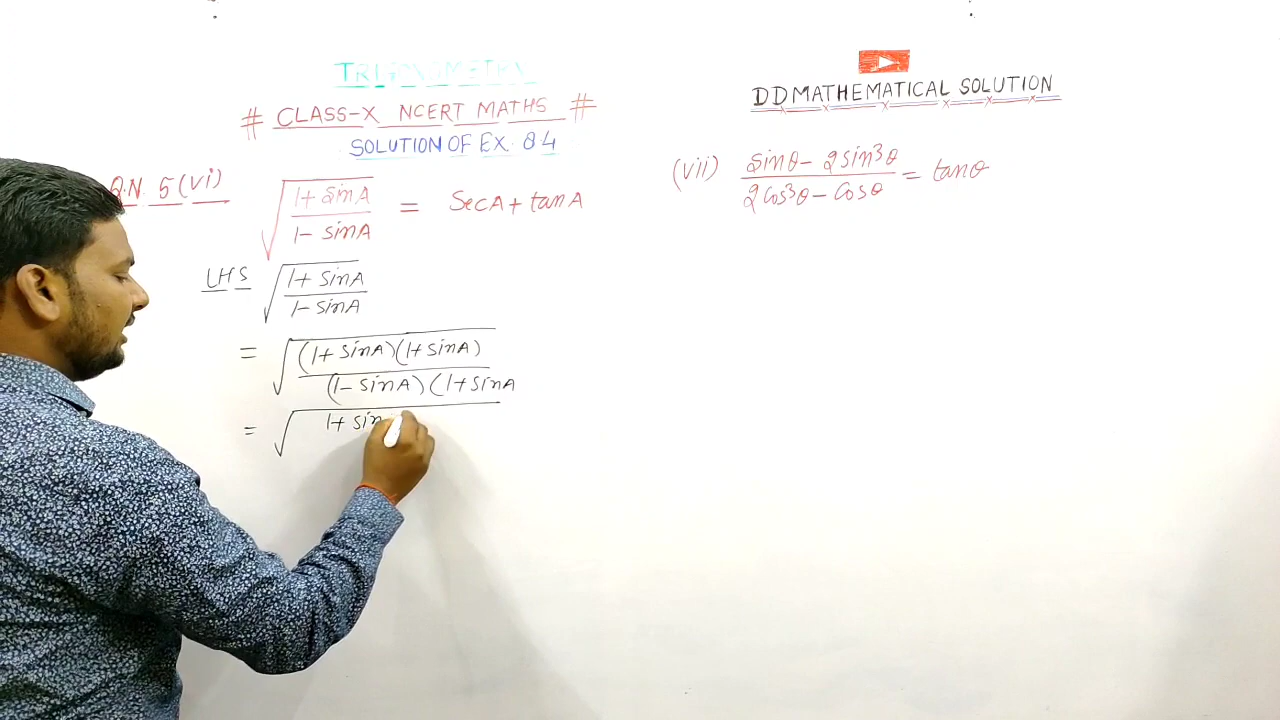 TRIGONOMETRY
# CLASS-X NCERT MATHS #
SOLUTION OF EX. 8.4
Q.N. 5(vi) √((1+ sinA)/(1- sinA)) = SecA + tanA
LHS √((1+ sinA)/(1- sinA))
= √(((1+ sinA)(1+ sinA))/((1- sinA)(1+ sinA))
= √(1+ sin
DD MATHEMATICAL SOLUTION
(vii) (sinθ - 2sin³θ)/(2cos³θ - cosθ) = tanθ